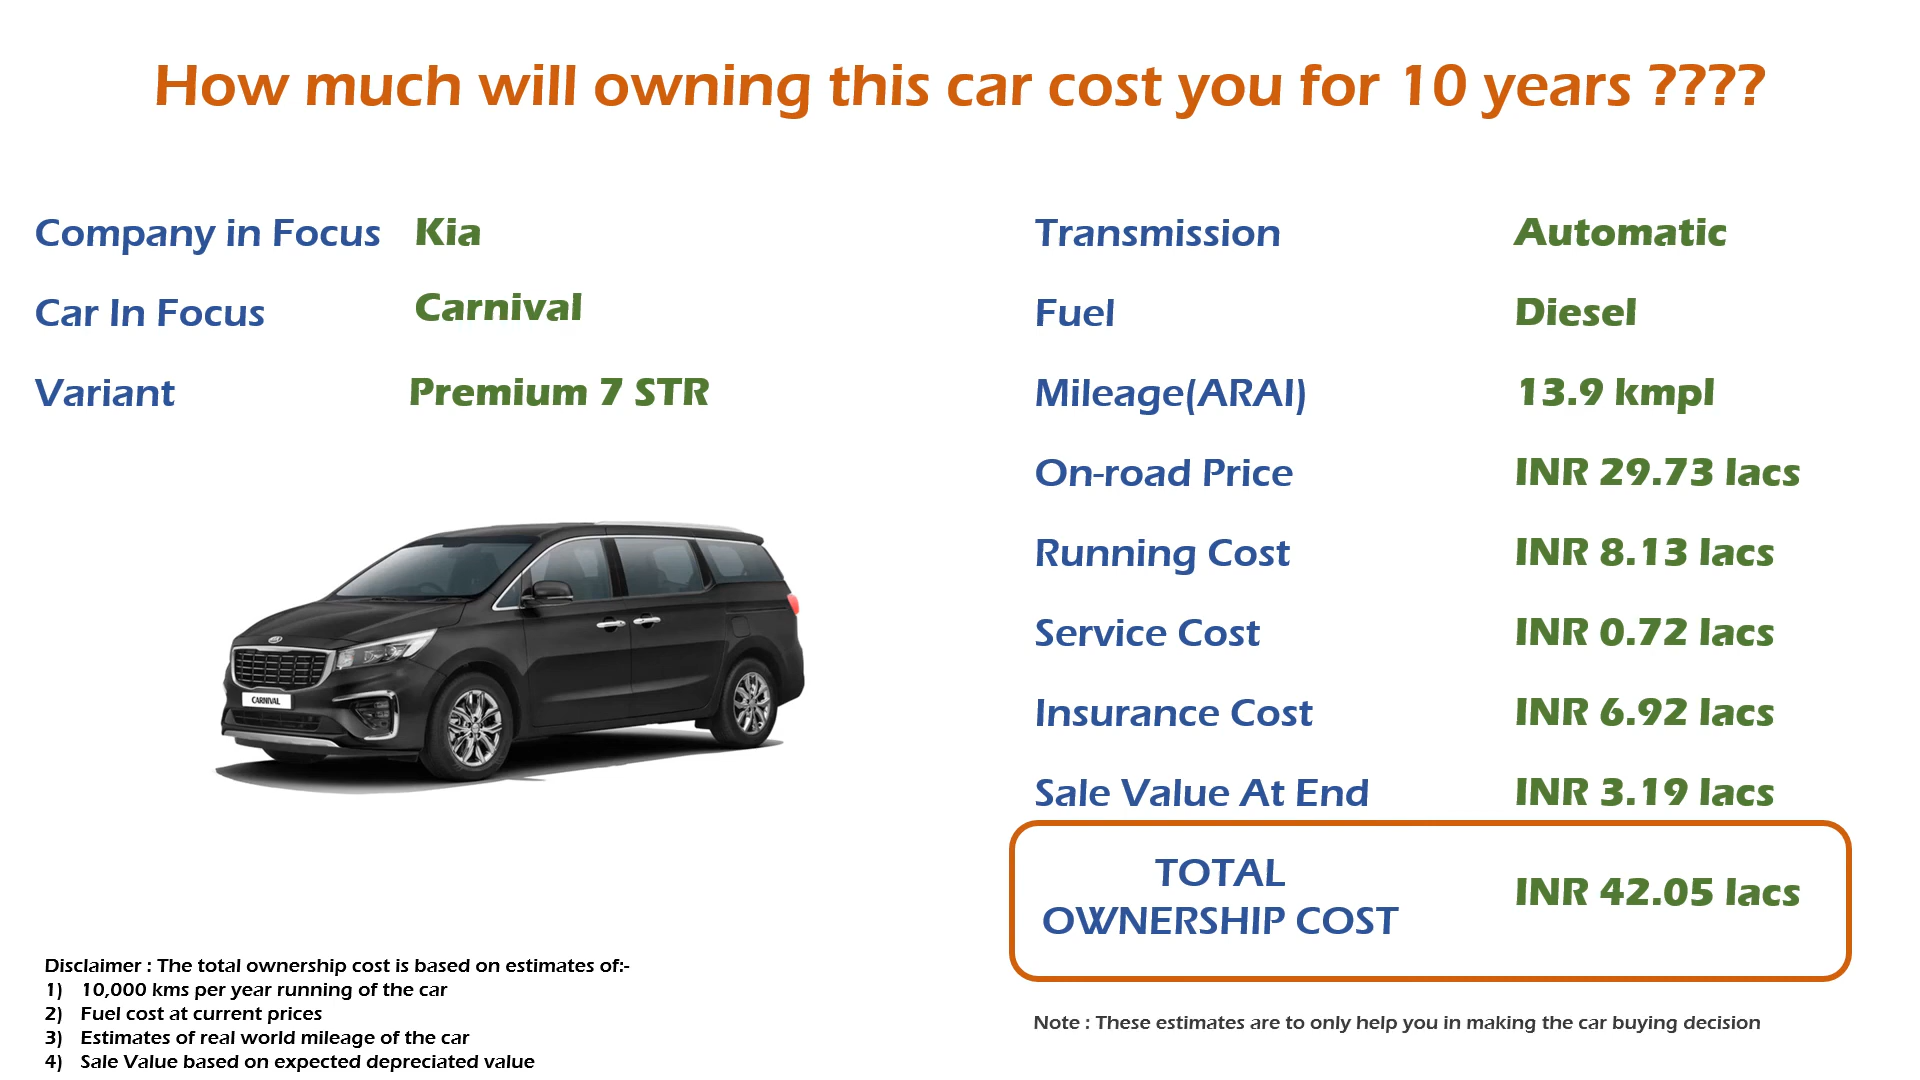 How much will owning this car cost you for 10 years ????
Company in Focus Kia
Car In Focus Carnival
Variant Premium 7 STR
CARNIVAL
Transmission Automatic
Fuel Diesel
Mileage(ARAI) 13.9 kmpl
On-road Price INR 29.73 lacs
Running Cost INR 8.13 lacs
Service Cost INR 0.72 lacs
Insurance Cost INR 6.92 lacs
Sale Value At End INR 3.19 lacs
TOTAL
OWNERSHIP COST INR 42.05 lacs
Disclaimer : The total ownership cost is based on estimates of:-
1) 10,000 kms per year running of the car
2) Fuel cost at current prices
3) Estimates of real world mileage of the car
4) Sale Value based on expected depreciated value
Note : These estimates are to only help you in making the car buying decision